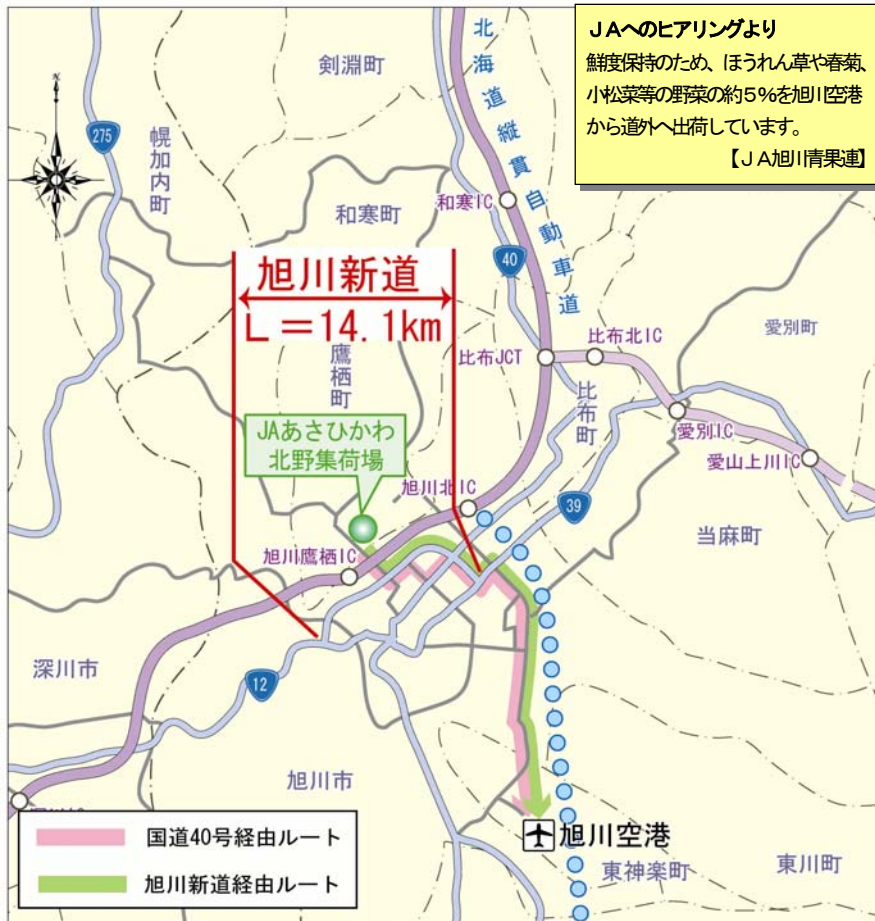 JAへのヒアリングより
鮮度保持のため、ほうれん草や春菊、
小松菜等の野菜の約5%を旭川空港
から道外へ出荷しています。
【JA旭川青果連】
北海道縦貫自動車道
剣淵町
275
幌加内町
和寒町
和寒IC
40
旭川新道
L=14.1km
鷹栖町
比布JCT
比布北IC
愛別町
比布町
愛別IC
愛山上川IC
JAあさひかわ
北野集荷場
旭川北IC
39
当麻町
旭川鷹栖IC
深川市
12
旭川市
国道40号経由ルート
旭川新道経由ルート
旭川空港
東神楽町
東川町